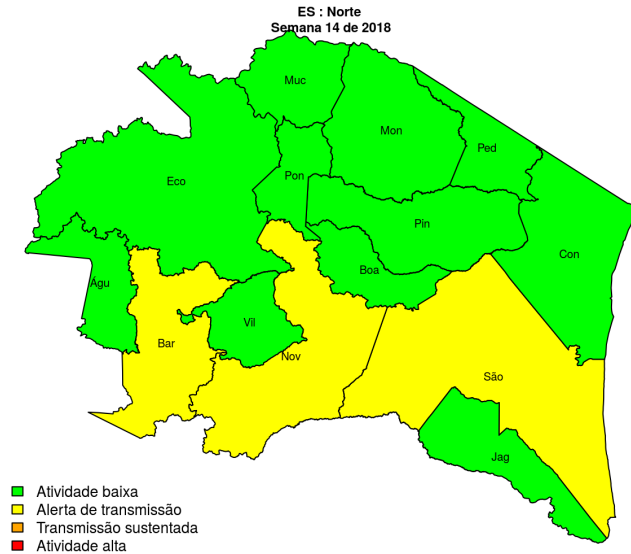 ES : Norte
Semana 14 de 2018
Muc
Mon
Ped
Eco
Pon
Pin
Con
Boa
Águ
Vil
Bar
Nov
São
Jag
Atividade baixa
Alerta de transmissão
Transmissão sustentada
Atividade alta